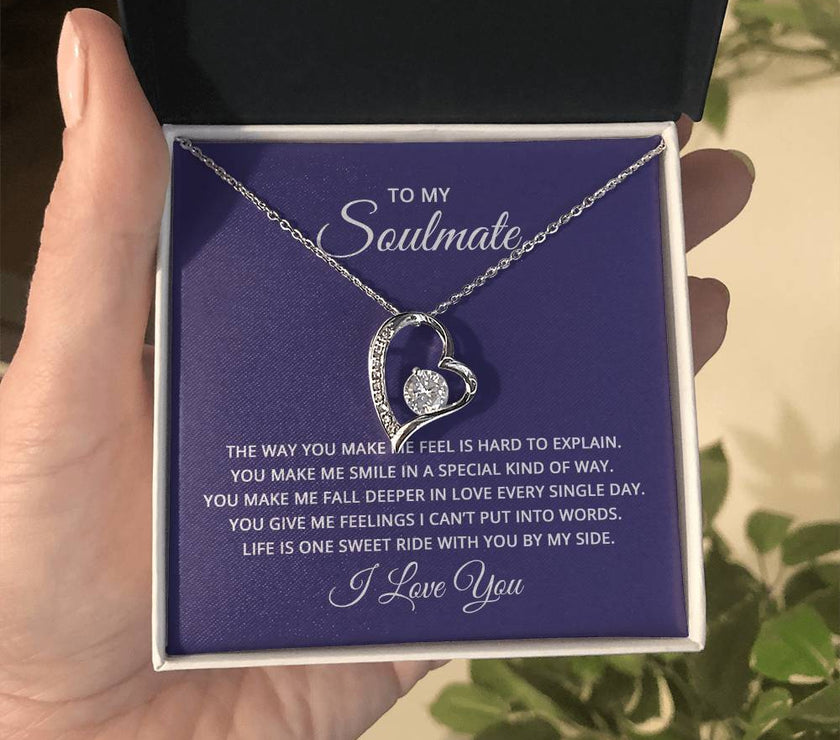 TO MY
Soulmate
THE WAY YOU MAKE ME FEEL IS HARD TO EXPLAIN.
YOU MAKE ME SMILE IN A SPECIAL KIND OF WAY.
YOU MAKE ME FALL DEEPER IN LOVE EVERY SINGLE DAY.
YOU GIVE ME FEELINGS I CAN'T PUT INTO WORDS.
LIFE IS ONE SWEET RIDE WITH YOU BY MY SIDE.
I Love You